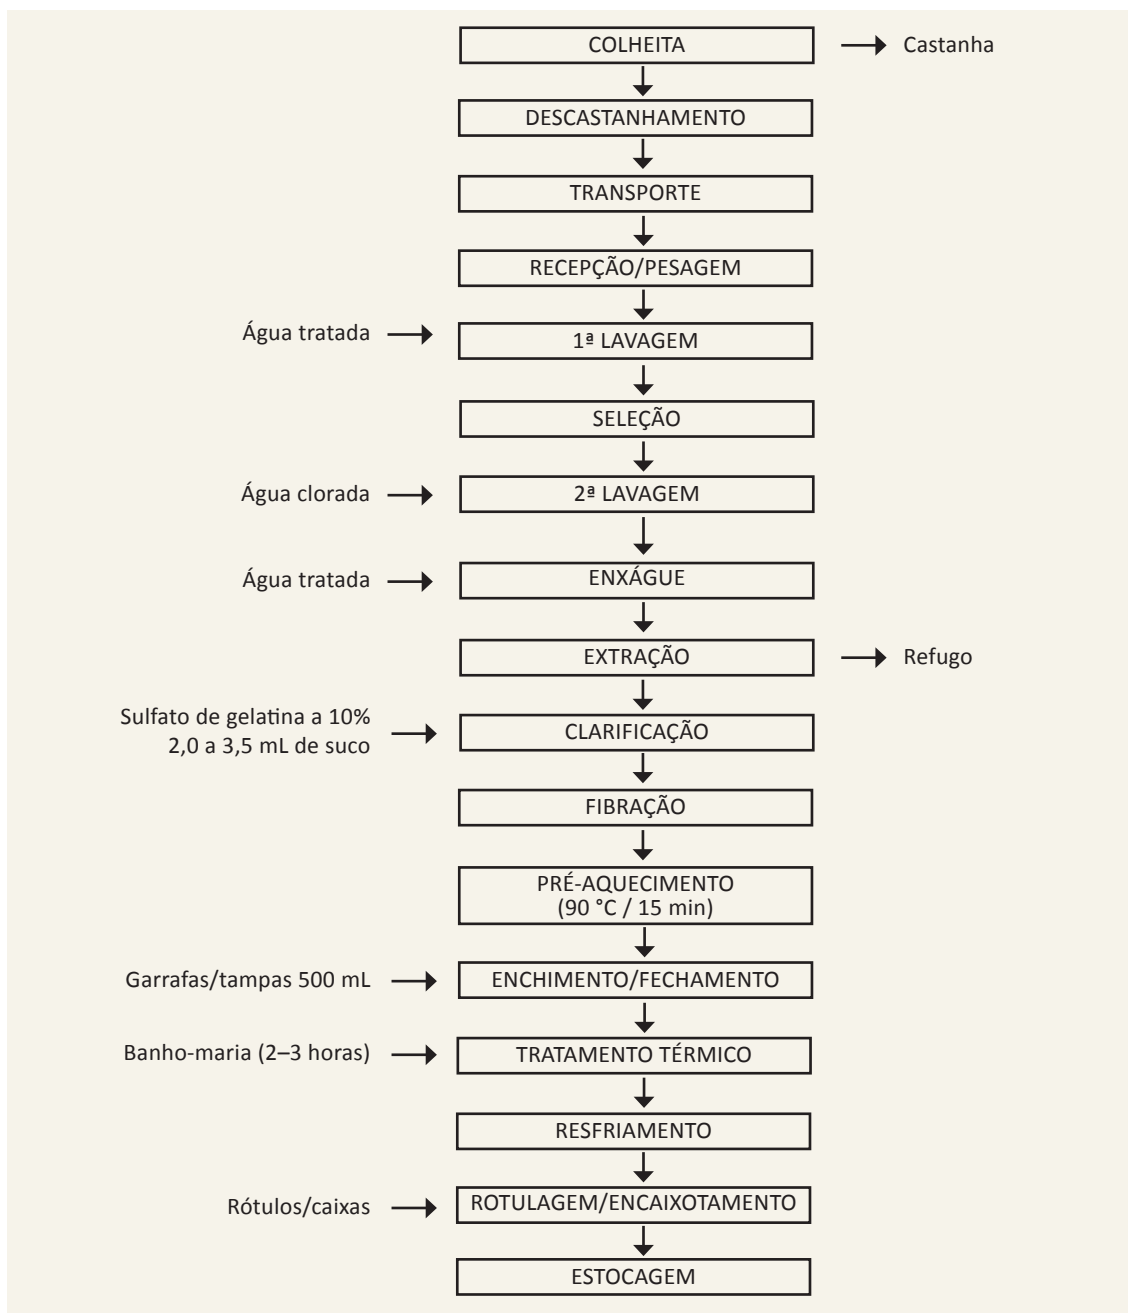 COLHEITA
Castanha
DESCASTANHAMENTO
TRANSPORTE
RECEPÇÃO/PESAGEM
Água tratada
1ª LAVAGEM
SELEÇÃO
Água clorada
2ª LAVAGEM
Água tratada
ENXÁGUE
EXTRAÇÃO
Refugo
Sulfato de gelatina a 10%
2,0 a 3,5 mL de suco
CLARIFICAÇÃO
FIBRAÇÃO
PRÉ-AQUECIMENTO
(90 °C / 15 min)
Garrafas/tampas 500 mL
ENCHIMENTO/FECHAMENTO
Banho-maria (2–3 horas)
TRATAMENTO TÉRMICO
RESFRIAMENTO
Rótulos/caixas
ROTULAGEM/ENCAIXOTAMENTO
ESTOCAGEM